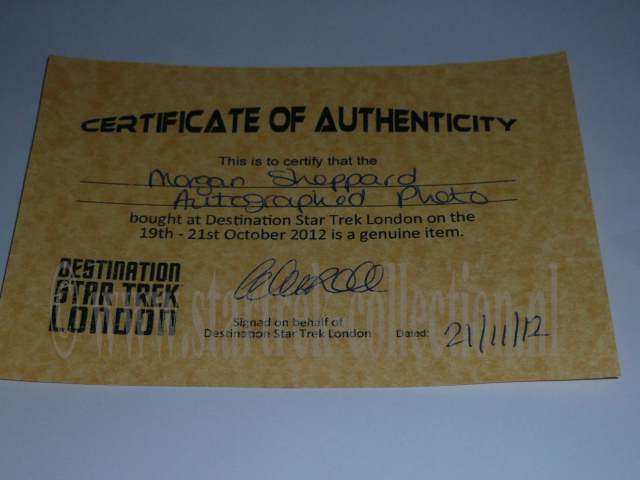 CERTIFICATE OF AUTHENTICITY
This is to certify that the
Morgan Sheppard
Autographed Photo
bought at Destination Star Trek London on the
19th - 21st October 2012 is a genuine item.
DESTINATION
STAR TREK
LONDON
Signed on behalf of
Destination Star Trek London
Dated: 21/11/12
© www.startrek-collection.nl